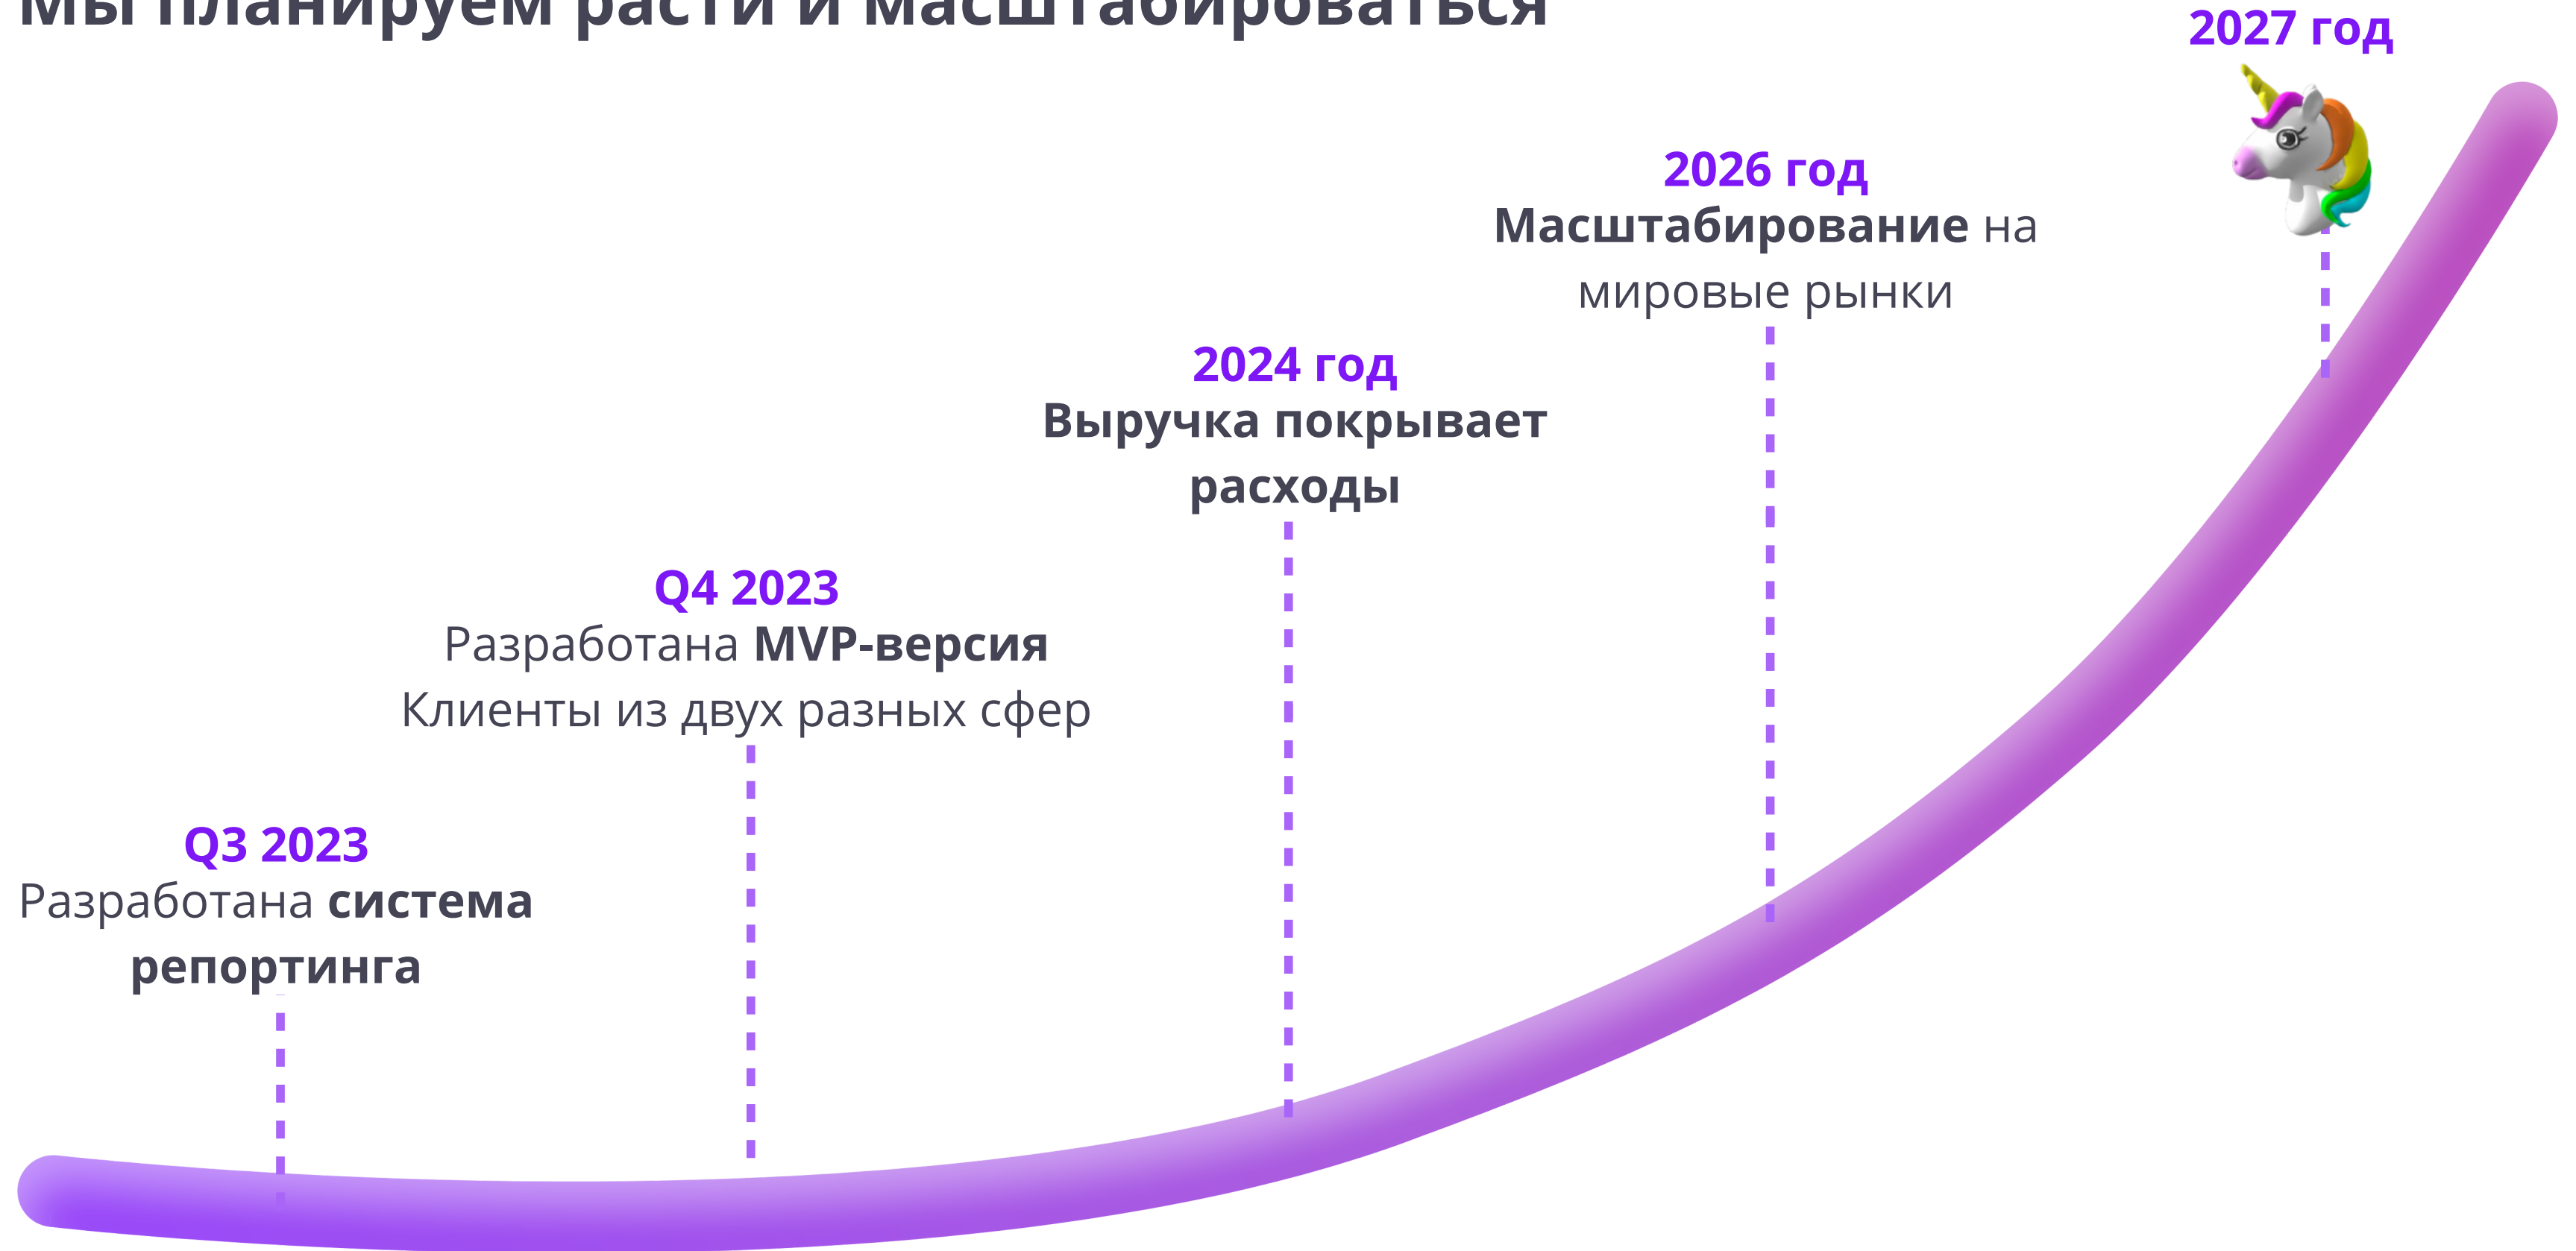 Мы планируем расти и масштабироваться
2027 год
2026 год
Масштабирование на
мировые рынки
2024 год
Выручка покрывает
расходы
Q4 2023
Разработана MVP-версия
Клиенты из двух разных сфер
Q3 2023
Разработана система
репортинга